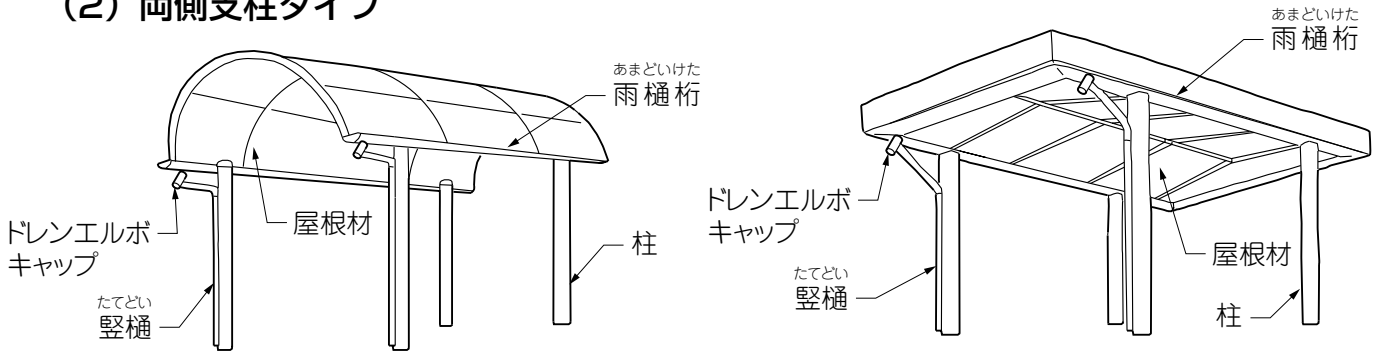 （2）両側支柱タイプ
あまどいけた
雨樋桁
ドレンエルボ
キャップ
屋根材
柱
たてどい
竪樋
あまどいけた
雨樋桁
ドレンエルボ
キャップ
屋根材
たてどい
竪樋
柱